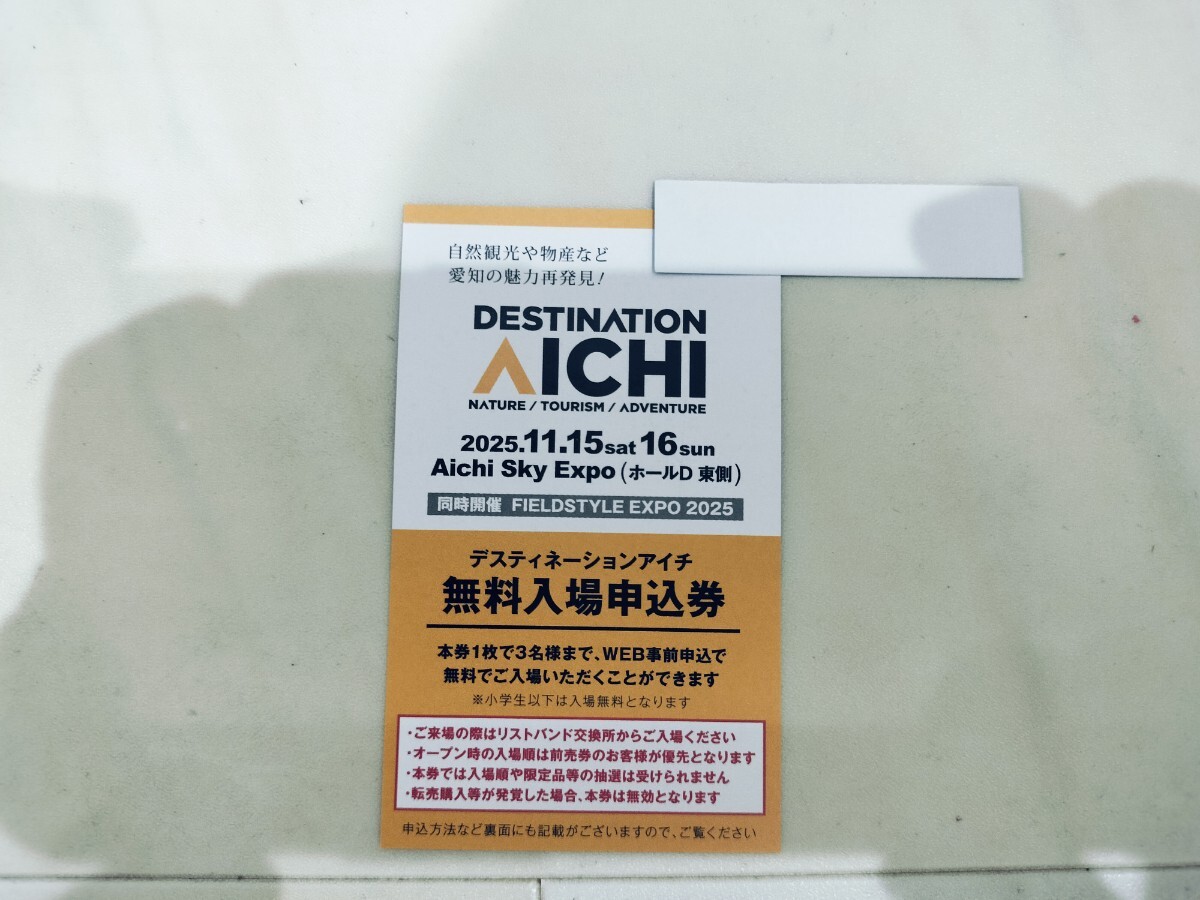 自然観光や物産など
愛知の魅力再発見!
DESTINATION
AICHI
NATURE / TOURISM / ADVENTURE
2025.11.15sat 16sun
Aichi Sky Expo (ホールD 東側)
同時開催 FIELDSTYLE EXPO 2025
デスティネーションアイチ
無料入場申込券
本券1枚で3名様まで、WEB事前申込で
無料でご入場いただくことができます
※小学生以下は入場無料となります
・ご来場の際はリストバンド交換所からご入場ください
・オープン時の入場順は前売券のお客様が優先となります
・本券では入場順や限定品等の抽選は受けられません
・転売購入等が発覚した場合、本券は無効となります
申込方法など裏面にも記載がございますので、ご覧ください